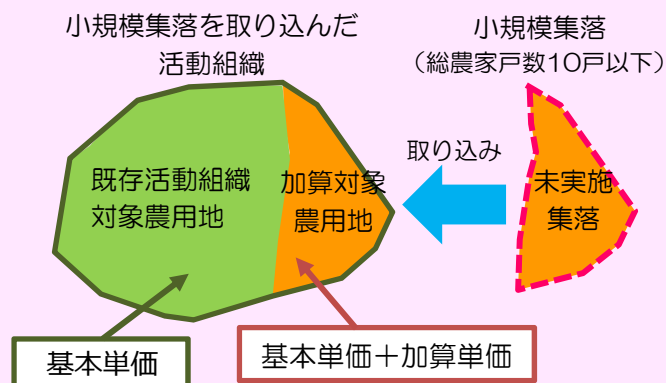 小規模集落を取り込んだ
活動組織
小規模集落
（総農家戸数10戸以下）
取り込み
既存活動組織
対象農用地
加算対象
農用地
未実施
集落
基本単価
基本単価＋加算単価